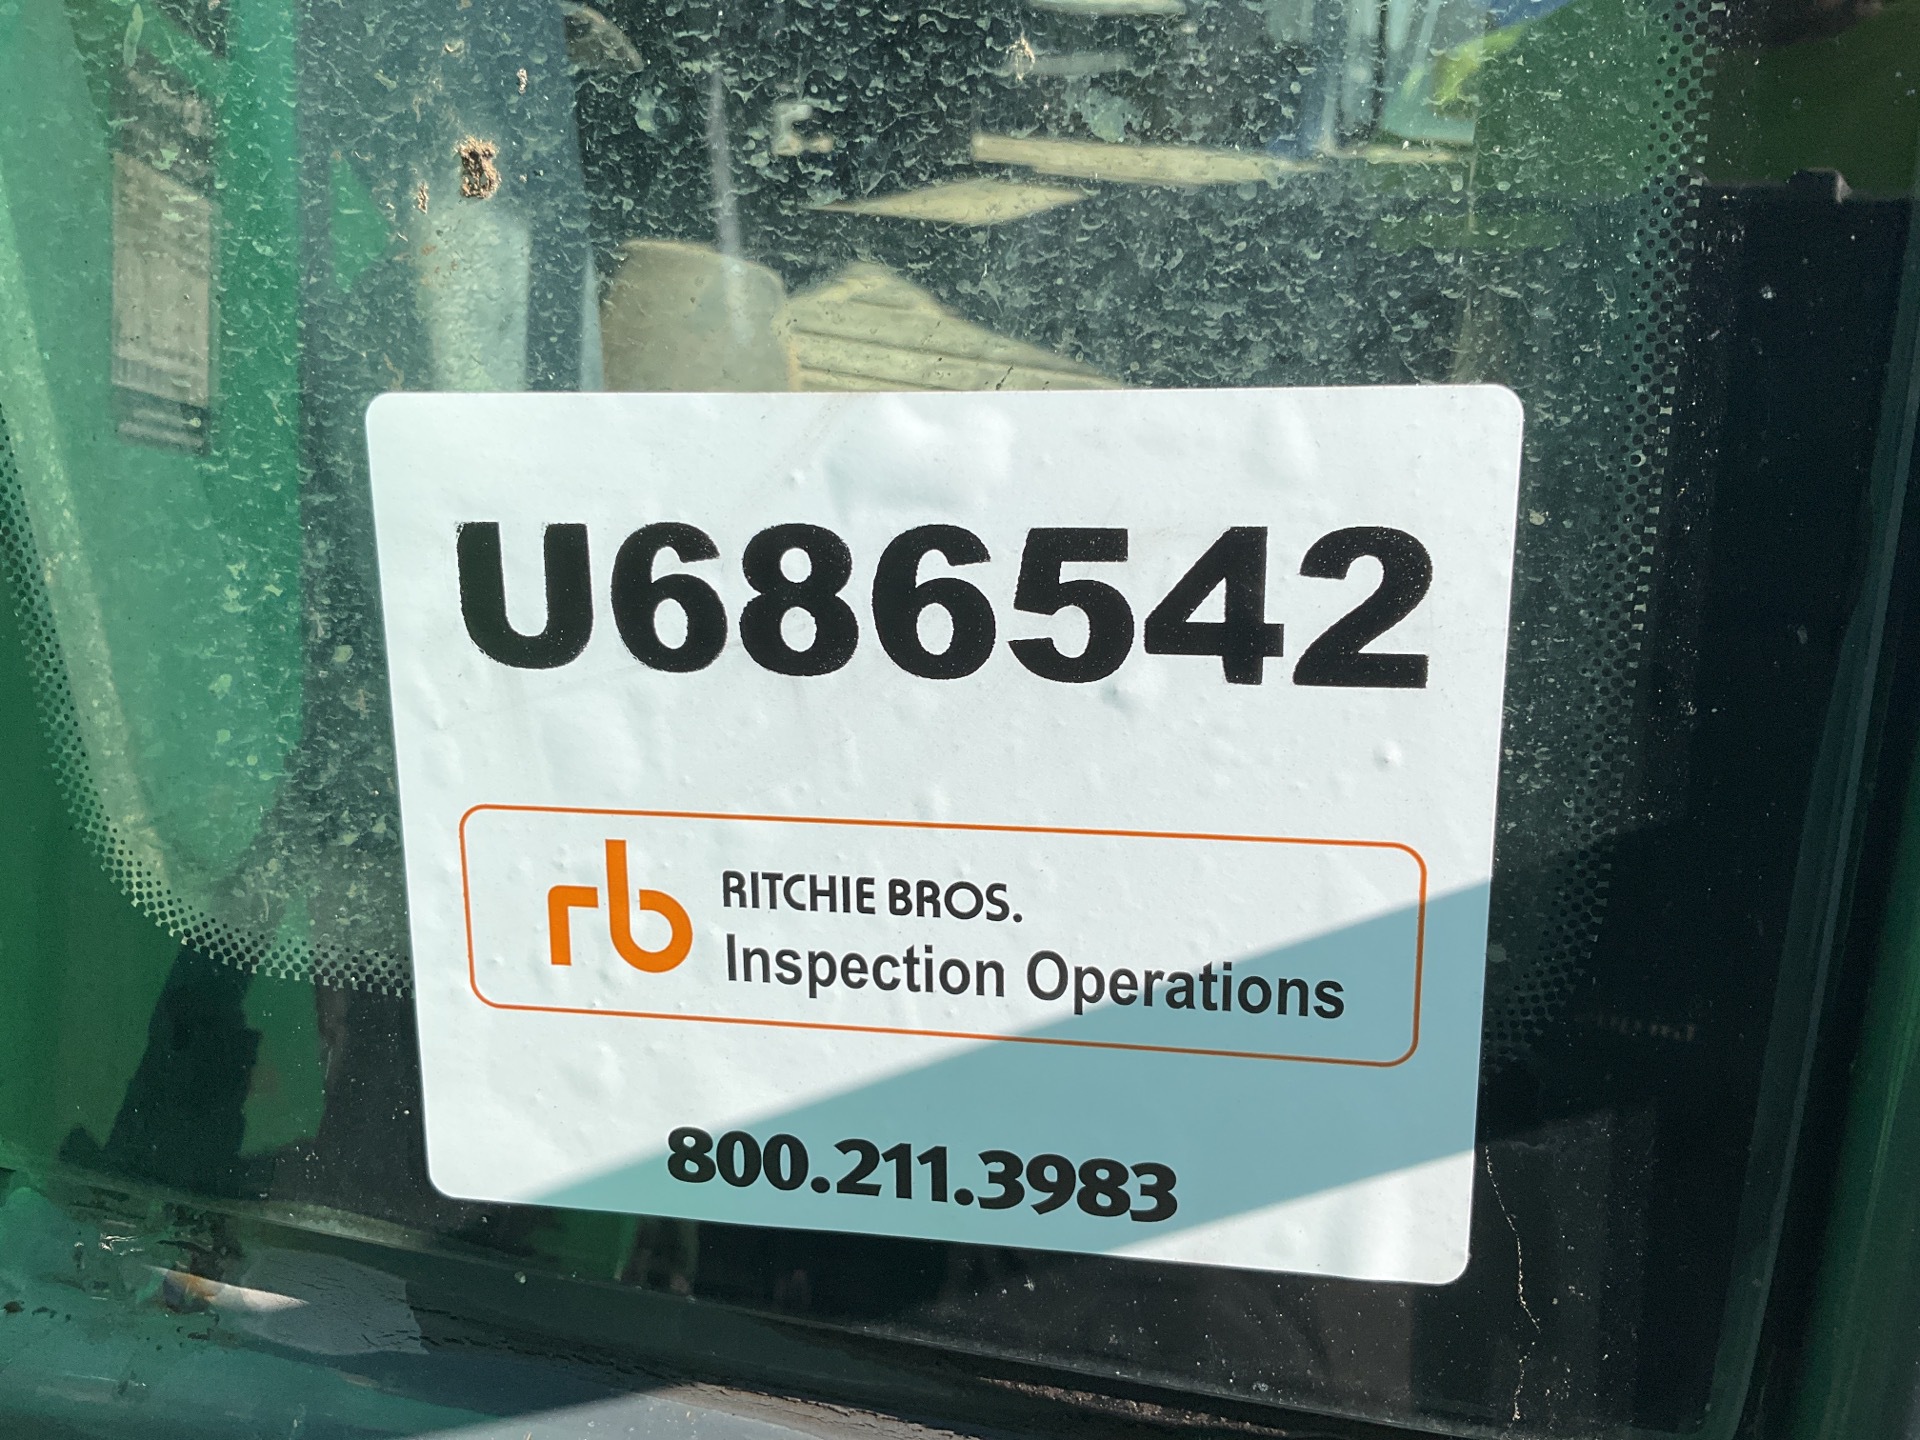 U686542
rb
RITCHIE BROS.
Inspection Operations
800.211.3983